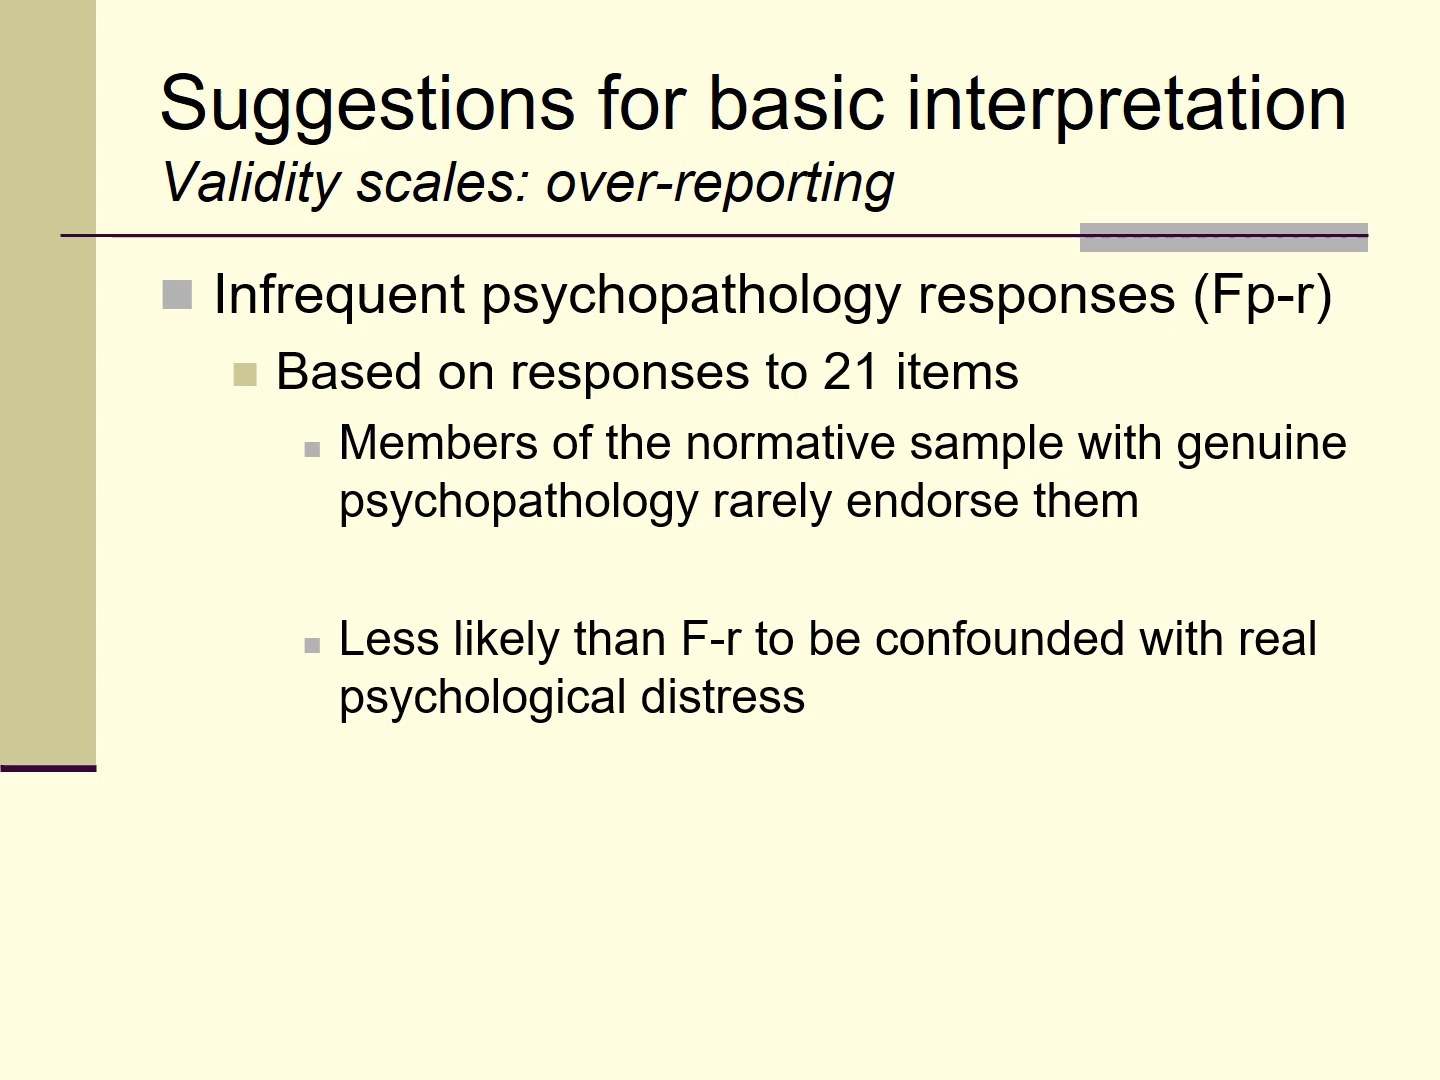 Suggestions for basic interpretation
Validity scales: over-reporting
Infrequent psychopathology responses (Fp-r)
Based on responses to 21 items
Members of the normative sample with genuine
psychopathology rarely endorse them
Less likely than F-r to be confounded with real
psychological distress